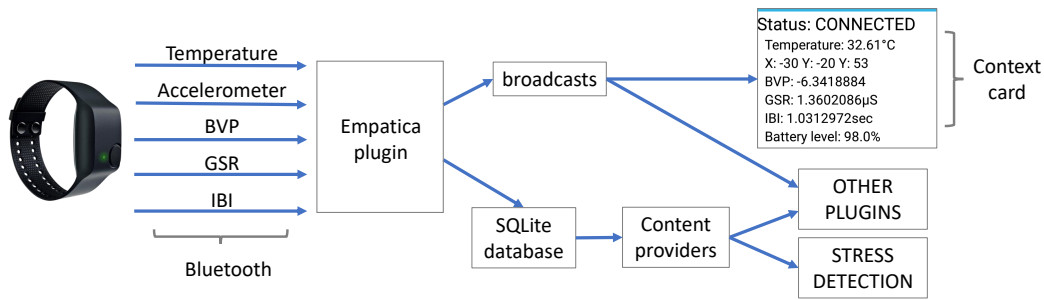 Temperature
Accelerometer
BVP
GSR
IBI
Bluetooth
Empatica
plugin
broadcasts
SQLite
database
Content
providers
Status: CONNECTED
Temperature: 32.61°C
X: -30 Y: -20 Y: 53
BVP: -6.3418884
GSR: 1.3602086µS
IBI: 1.0312972sec
Battery level: 98.0%
Context
card
OTHER
PLUGINS
STRESS
DETECTION